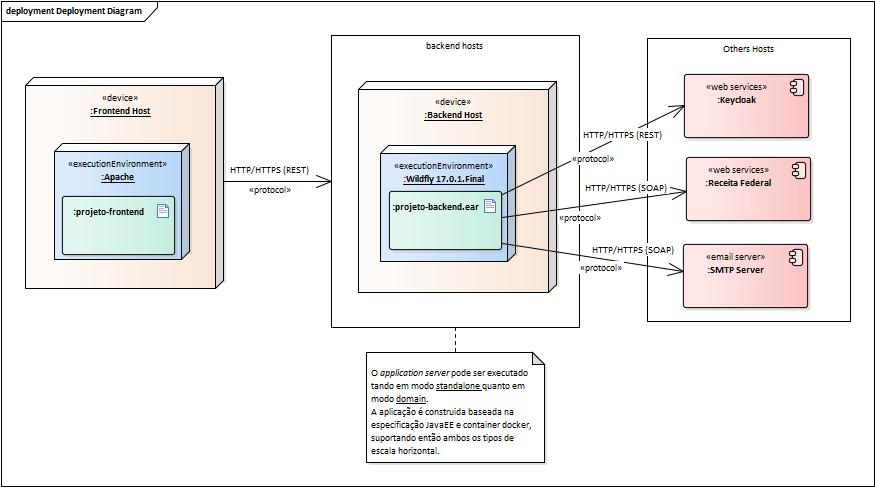 deployment Deployment Diagram
«device»
:Frontend Host
«executionEnvironment»
:Apache
:projeto-frontend
HTTP/HTTPS (REST)
«protocol»
backend hosts
«device»
:Backend Host
«executionEnvironment»
:Wildfly 17.0.1.Final
:projeto-backend.ear
HTTP/HTTPS (REST)
«protocol»
HTTP/HTTPS (SOAP)
«protocol»
HTTP/HTTPS (SOAP)
«protocol»
Others Hosts
«web services»
:Keycloak
«web services»
:Receita Federal
«email server»
:SMTP Server
O application server pode ser executado
tando em modo standalone quanto em
modo domain.
A aplicação é construida baseada na
especificação JavaEE e container docker,
suportando então ambos os tipos de
escala horizontal.